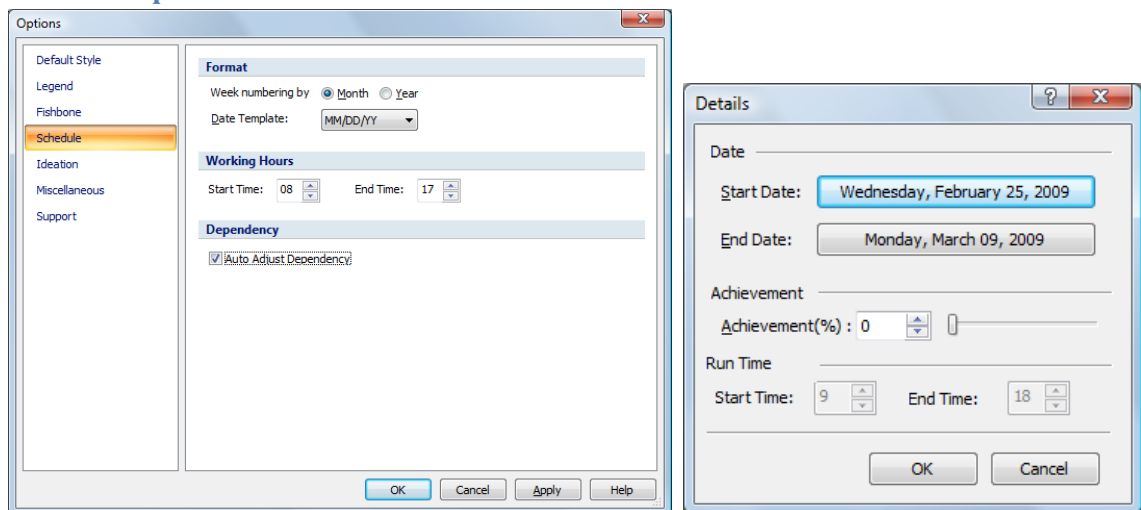 Options
Default Style
Legend
Fishbone
Schedule
Ideation
Miscellaneous
Support
Format
Week numbering by Month Year
Date Template: MM/DD/YY
Working Hours
Start Time: 08 End Time: 17
Dependency
Auto Adjust Dependency
OK Cancel Apply Help
Details
Date
Start Date: Wednesday, February 25, 2009
End Date: Monday, March 09, 2009
Achievement
Achievement(%) : 0
Run Time
Start Time: 9 End Time: 18
OK Cancel